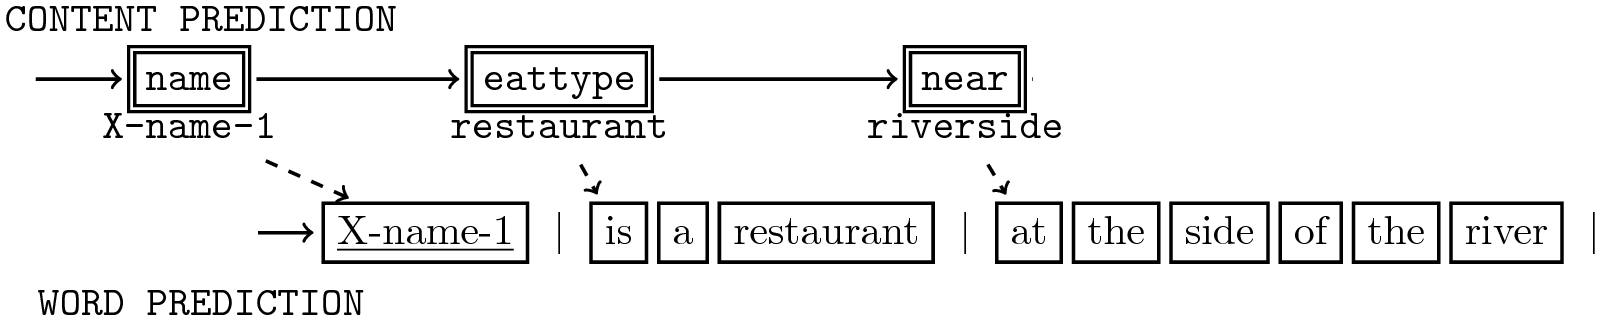 CONTENT PREDICTION
name eattype near
X-name-1 restaurant riverside
X-name-1 | is a restaurant | at the side of the river |
WORD PREDICTION